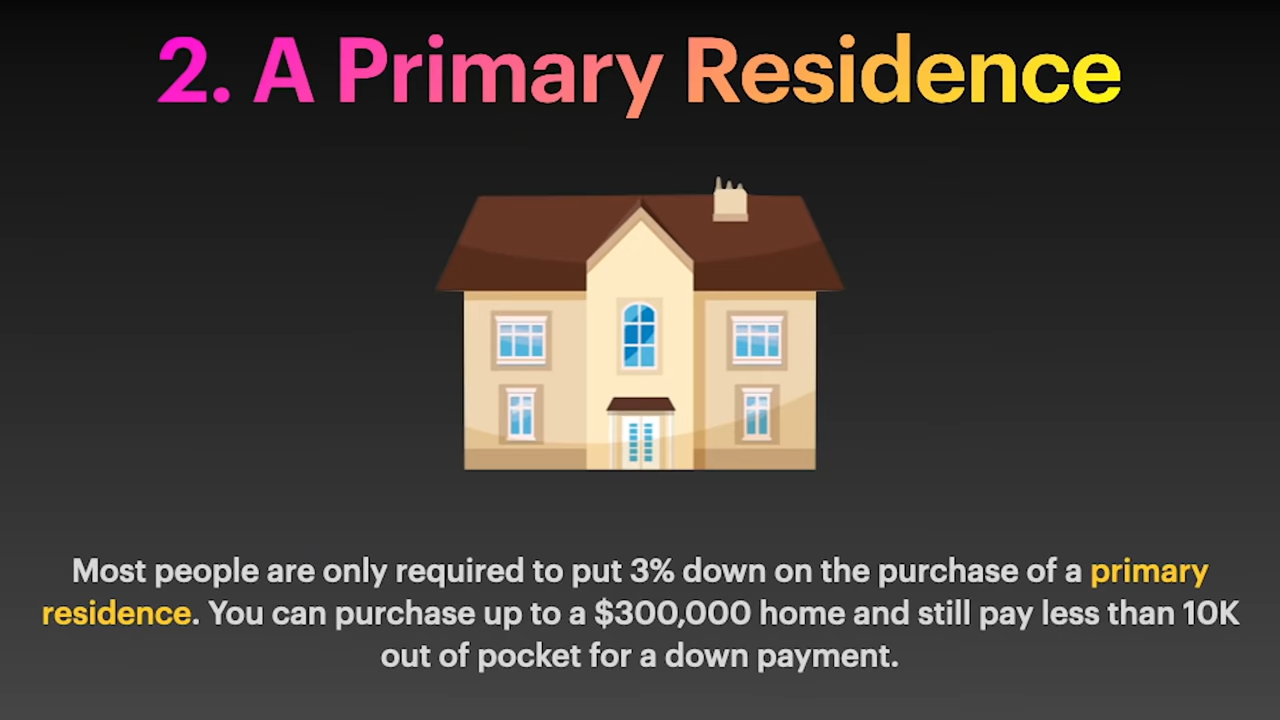 2. A Primary Residence
Most people are only required to put 3% down on the purchase of a primary
residence. You can purchase up to a $300,000 home and still pay less than 10K
out of pocket for a down payment.